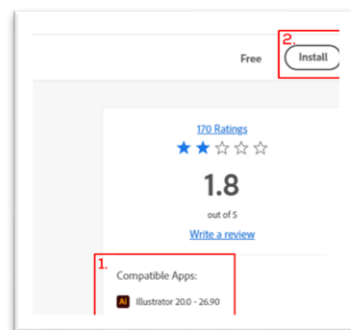 2.
Free Install
170 Ratings
1.8
out of 5
Write a review
1.
Compatible Apps:
Ai Illustrator 20.0 - 26.90